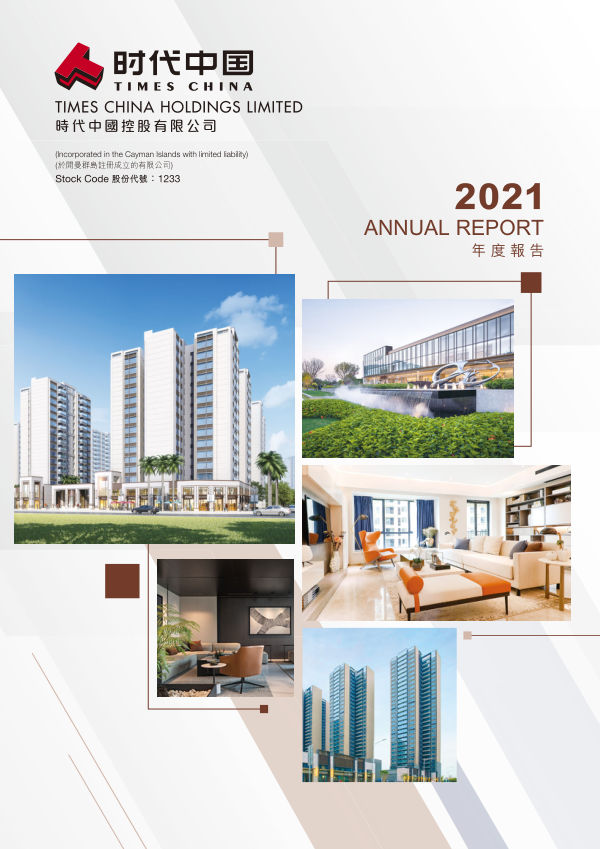 时代中国
TIMES CHINA
TIMES CHINA HOLDINGS LIMITED
時代中國控股有限公司
(Incorporated in the Cayman Islands with limited liability)
(於開曼群島註冊成立的有限公司)
Stock Code 股份代號：1233
2021
ANNUAL REPORT
年度報告